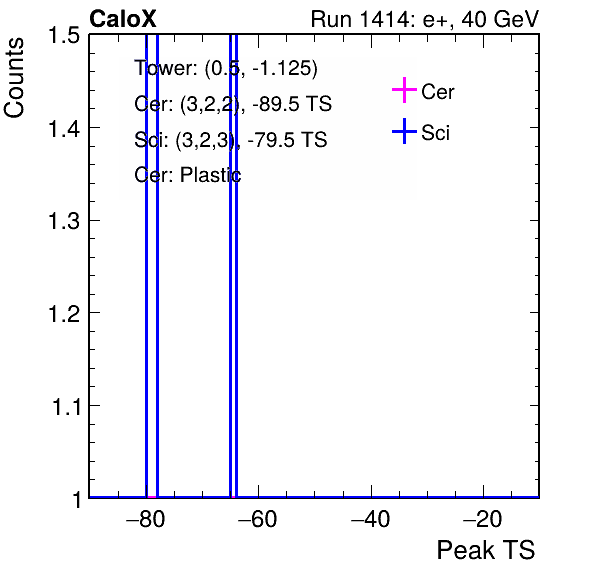 CaloX Run 1414: e+, 40 GeV
Counts
1.5
1.4
1.3
1.2
1.1
1
Tower: (0.5, -1.125)
Cer: (3,2,2), -89.5 TS
Sci: (3,2,3), -79.5 TS
Cer: Plastic
Cer
Sci
−80 −60 −40 −20
Peak TS